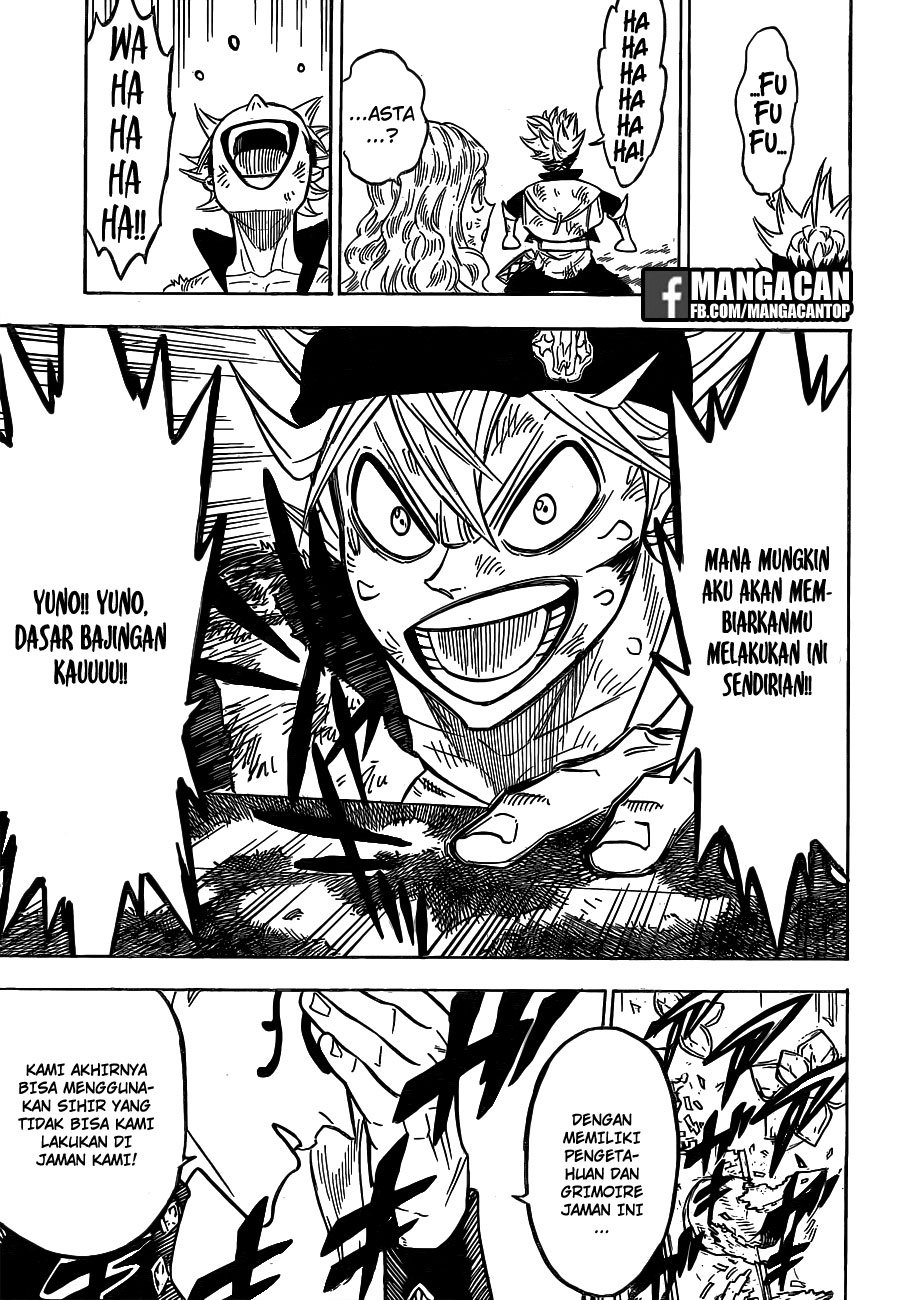 ...FU
FU
FU...
HA
HA
HA
HA
HA
HA!
...ASTA
...?
WA
HA
HA
HA
HA!!
MANGACAN
FB.COM/MANGACANTOP
MANA MUNGKIN
AKU AKAN MEM-
BIARKANMU
MELAKUKAN INI
SENDIRIAN!!
YUNO!! YUNO,
DASAR BAJINGAN
KAUUUU!!
DENGAN
MEMILIKI
PENGETA-
HUAN DAN
GRIMOIRE
JAMAN INI
...
KAMI AKHIRNYA
BISA MENGGUNA-
KAN SIHIR YANG
TIDAK BISA KAMI
LAKUKAN DI
JAMAN KAMI!